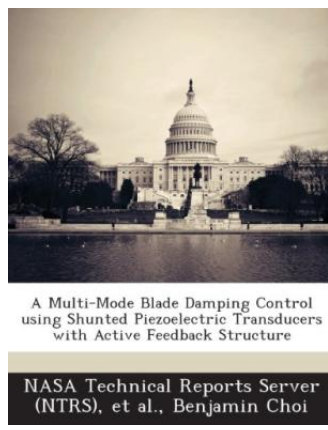 A Multi-Mode Blade Damping Control
using Shunted Piezoelectric Transducers
with Active Feedback Structure
NASA Technical Reports Server
(NTRS), et al., Benjamin Choi